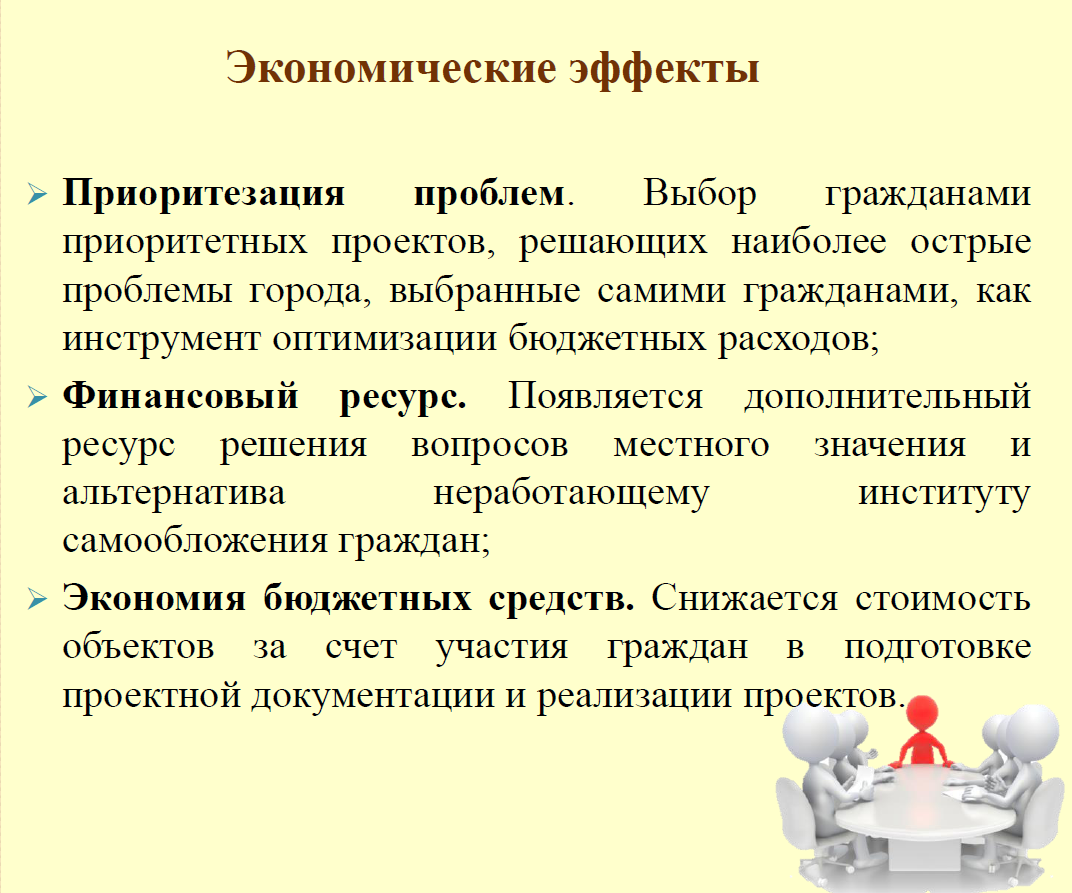 Экономические эффекты
Приоритезация проблем. Выбор гражданами
приоритетных проектов, решающих наиболее острые
проблемы города, выбранные самими гражданами, как
инструмент оптимизации бюджетных расходов;
Финансовый ресурс. Появляется дополнительный
ресурс решения вопросов местного значения и
альтернатива неработающему институту
самообложения граждан;
Экономия бюджетных средств. Снижается стоимость
объектов за счет участия граждан в подготовке
проектной документации и реализации проектов.